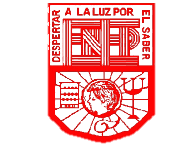 DESPERTAR A LA LUZ POR EL SABER
ENP